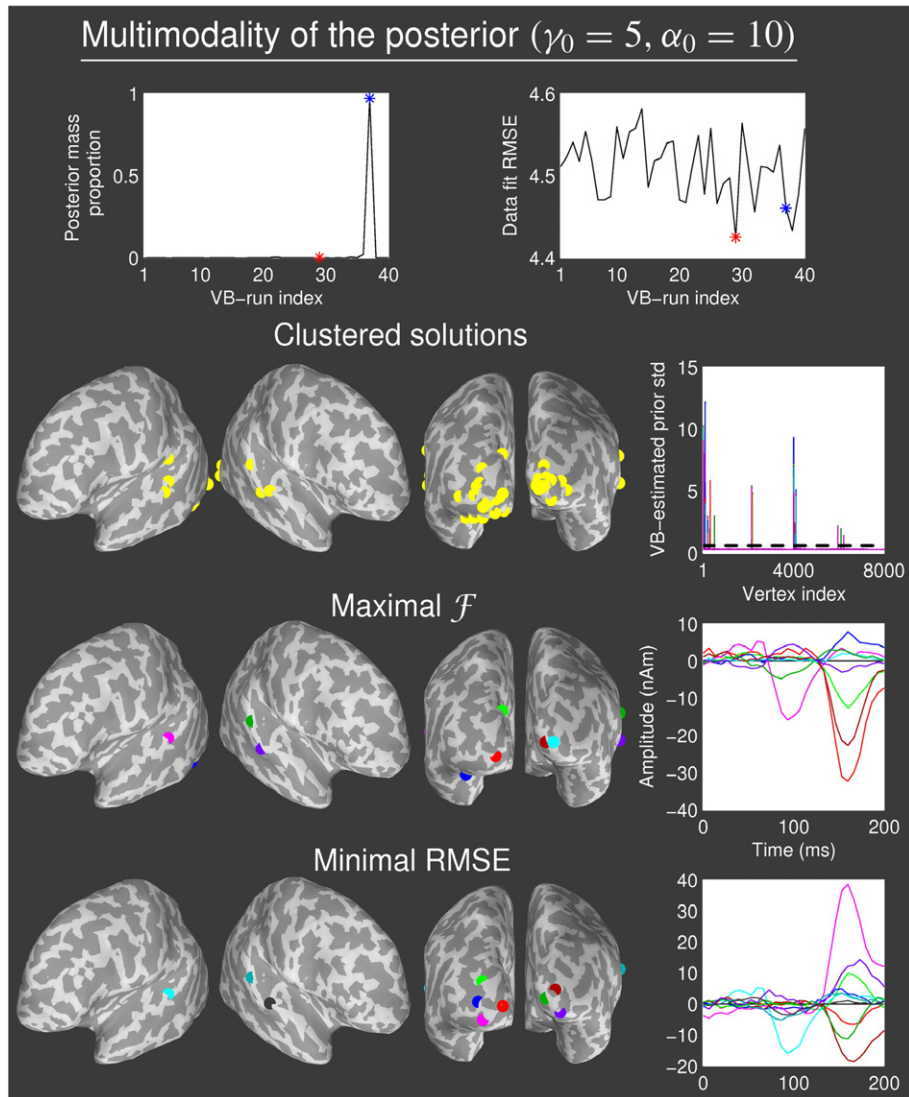 Multimodality of the posterior (γ₀ = 5, α₀ = 10)
Posterior mass
proportion
1
0.5
0
1 10 20 30 40
VB−run index
Data fit RMSE
4.6
4.5
4.4
1 10 20 30 40
VB−run index
Clustered solutions
VB−estimated prior std
15
10
5
0
1 4000 8000
Vertex index
Maximal ℱ
Amplitude (nAm)
10
0
−10
−20
−30
−40
0 100 200
Time (ms)
Minimal RMSE
40
30
20
10
0
−10
−20
0 100 200